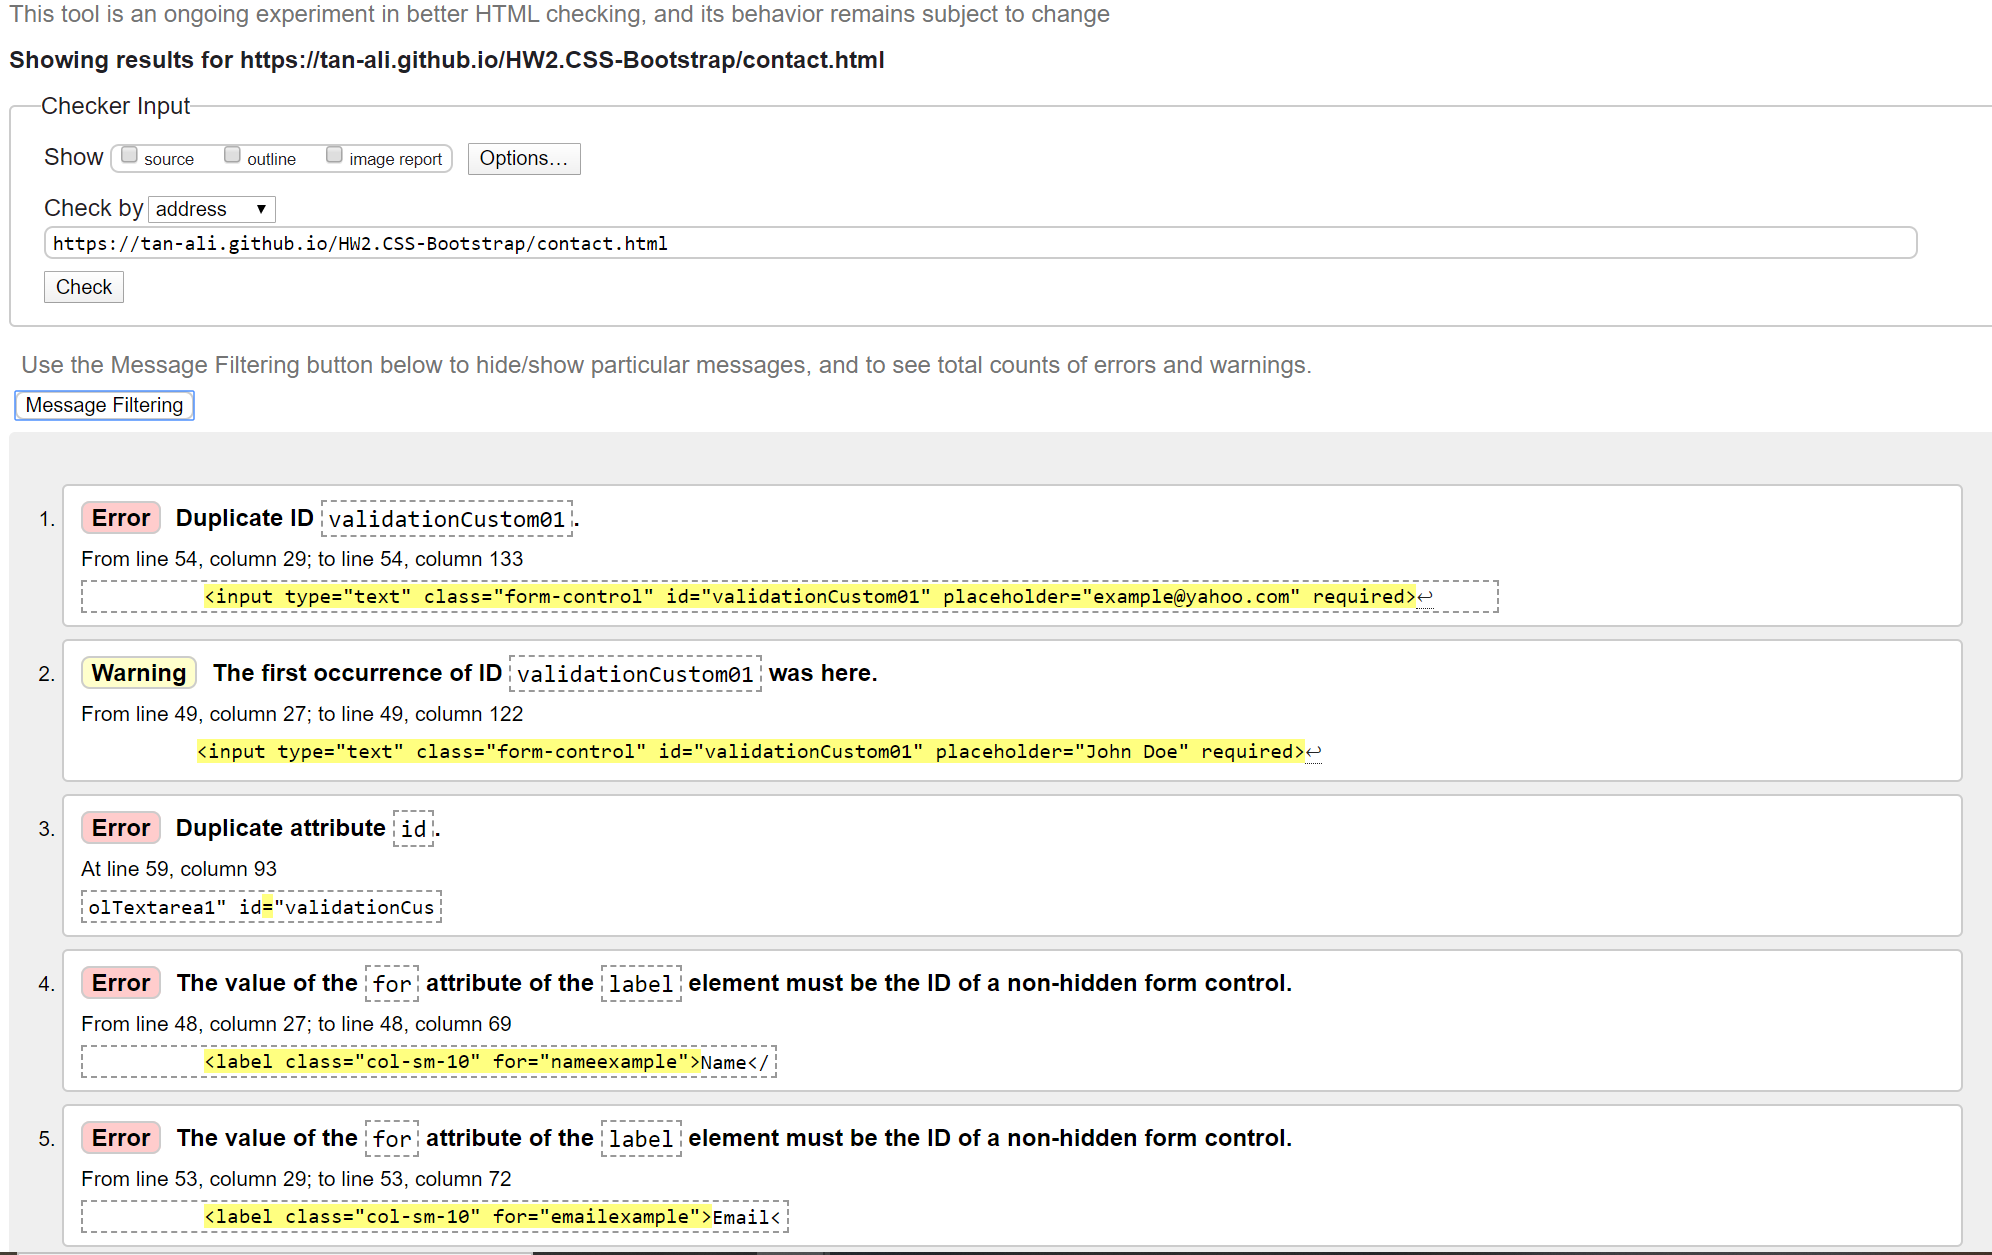 This tool is an ongoing experiment in better HTML checking, and its behavior remains subject to change
Showing results for https://tan-ali.github.io/HW2.CSS-Bootstrap/contact.html
Checker Input
Show source outline image report Options...
Check by address
https://tan-ali.github.io/HW2.CSS-Bootstrap/contact.html
Check
Use the Message Filtering button below to hide/show particular messages, and to see total counts of errors and warnings.
Message Filtering
1. Error Duplicate ID validationCustom01.
From line 54, column 29; to line 54, column 133
<input type="text" class="form-control" id="validationCustom01" placeholder="example@yahoo.com" required>↩
2. Warning The first occurrence of ID validationCustom01 was here.
From line 49, column 27; to line 49, column 122
<input type="text" class="form-control" id="validationCustom01" placeholder="John Doe" required>↩
3. Error Duplicate attribute id.
At line 59, column 93
olTextarea1" id="validationCus
4. Error The value of the for attribute of the label element must be the ID of a non-hidden form control.
From line 48, column 27; to line 48, column 69
<label class="col-sm-10" for="nameexample">Name</
5. Error The value of the for attribute of the label element must be the ID of a non-hidden form control.
From line 53, column 29; to line 53, column 72
<label class="col-sm-10" for="emailexample">Email<